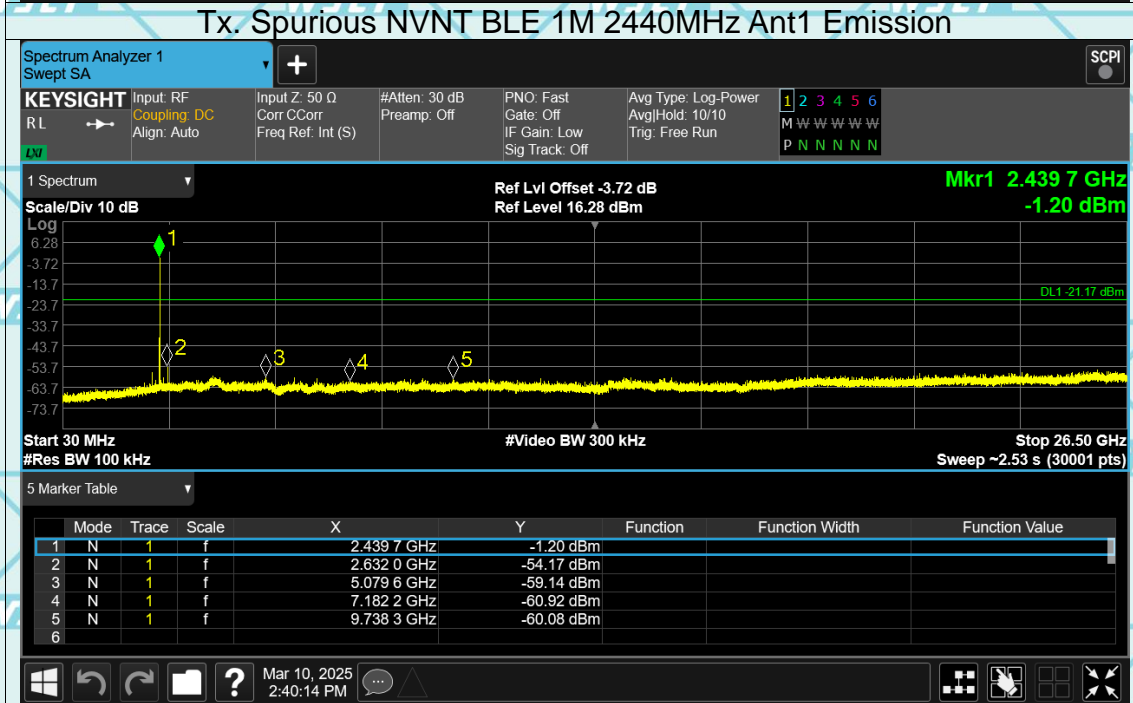 Tx. Spurious NVNT BLE 1M 2440MHz Ant1 Emission
Spectrum Analyzer 1
Swept SA
+
SCPI
KEYSIGHT
RL
LXI
Input: RF
Coupling: DC
Align: Auto
Input Z: 50 Ω
Corr CCorr
Freq Ref: Int (S)
#Atten: 30 dB
Preamp: Off
PNO: Fast
Gate: Off
IF Gain: Low
Sig Track: Off
Avg Type: Log-Power
Avg|Hold: 10/10
Trig: Free Run
1 2 3 4 5 6
M W W W W W
P N N N N N
1 Spectrum
Scale/Div 10 dB
Ref Lvl Offset -3.72 dB
Ref Level 16.28 dBm
Mkr1 2.439 7 GHz
-1.20 dBm
Log
6.28
-3.72
-13.7
-23.7
-33.7
-43.7
-53.7
-63.7
-73.7
1
2
3
4
5
DL1 -21.17 dBm
Start 30 MHz
#Video BW 300 kHz
Stop 26.50 GHz
#Res BW 100 kHz
Sweep ~2.53 s (30001 pts)
5 Marker Table
Mode Trace Scale X Y Function Function Width Function Value
1 N 1 f 2.439 7 GHz -1.20 dBm
2 N 1 f 2.632 0 GHz -54.17 dBm
3 N 1 f 5.079 6 GHz -59.14 dBm
4 N 1 f 7.182 2 GHz -60.92 dBm
5 N 1 f 9.738 3 GHz -60.08 dBm
6
?
Mar 10, 2025
2:40:14 PM